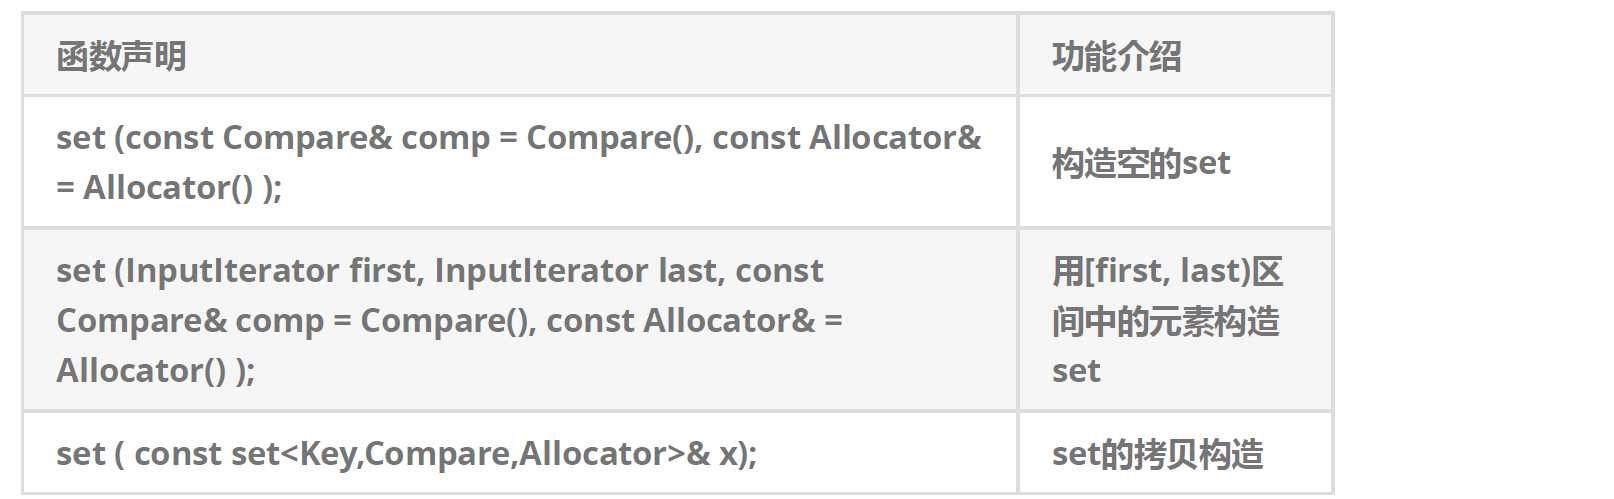 函数声明
功能介绍
set (const Compare& comp = Compare(), const Allocator&
= Allocator() );
构造空的set
set (InputIterator first, InputIterator last, const
Compare& comp = Compare(), const Allocator& =
Allocator() );
用[first, last)区
间中的元素构造
set
set ( const set<Key,Compare,Allocator>& x);
set的拷贝构造